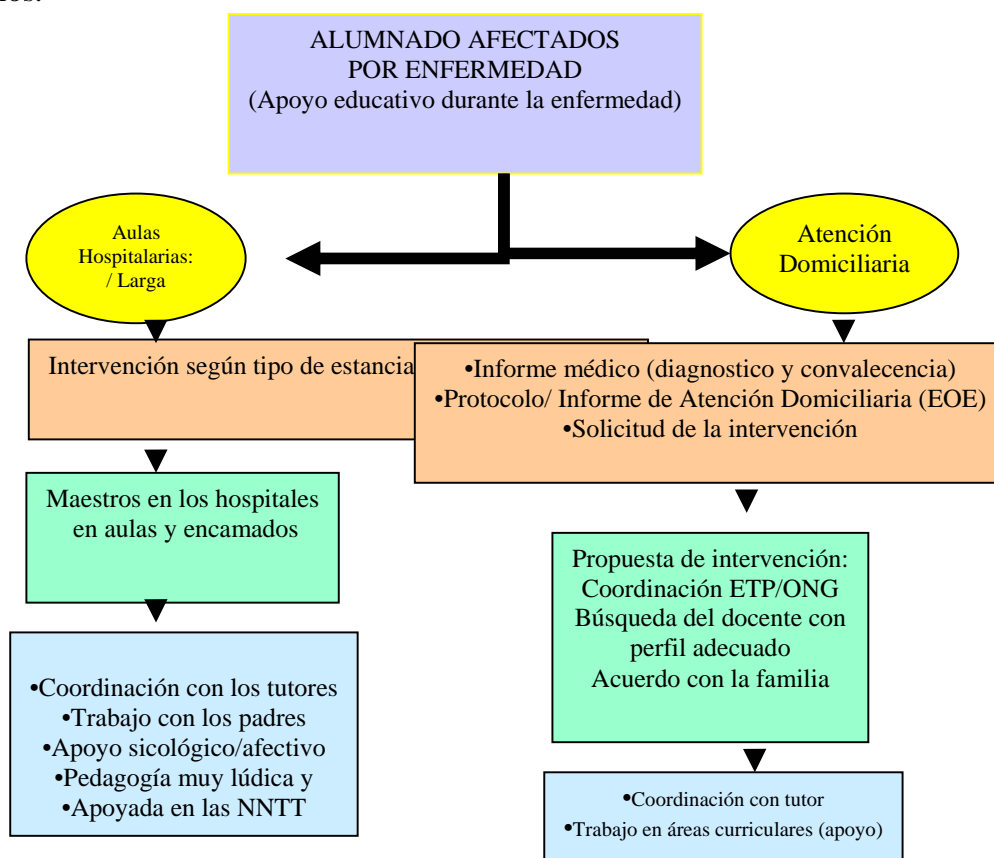 ALUMNADO AFECTADOS
POR ENFERMEDAD
(Apoyo educativo durante la enfermedad)
Aulas
Hospitalarias:
/ Larga
Atención
Domiciliaria
Intervención según tipo de estancia
•Informe médico (diagnostico y convalecencia)
•Protocolo/ Informe de Atención Domiciliaria (EOE)
•Solicitud de la intervención
Maestros en los hospitales
en aulas y encamados
Propuesta de intervención:
Coordinación ETP/ONG
Búsqueda del docente con
perfil adecuado
Acuerdo con la familia
•Coordinación con los tutores
•Trabajo con los padres
•Apoyo sicológico/afectivo
•Pedagogía muy lúdica y
•Apoyada en las NNTT
•Coordinación con tutor
•Trabajo en áreas curriculares (apoyo)